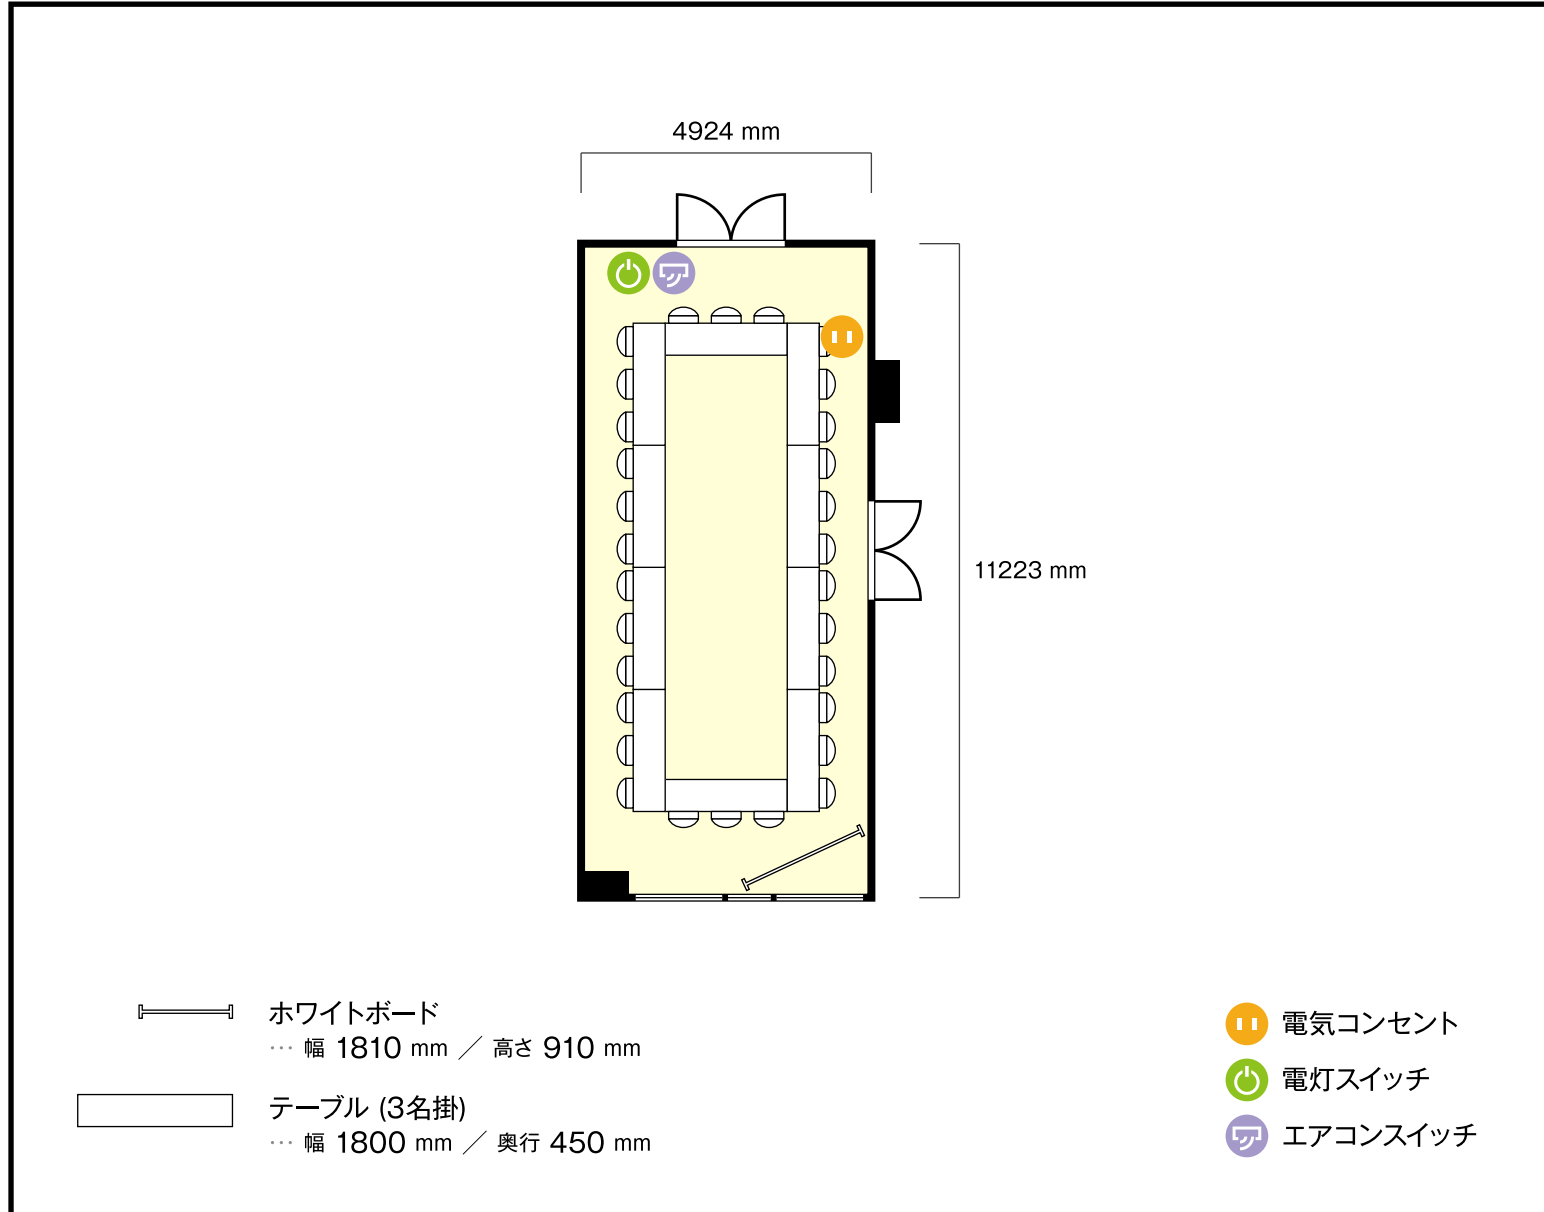 4924 mm
11223 mm
ホワイトボード
… 幅 1810 mm ／ 高さ 910 mm
テーブル (3名掛)
… 幅 1800 mm ／ 奥行 450 mm
電気コンセント
電灯スイッチ
エアコンスイッチ